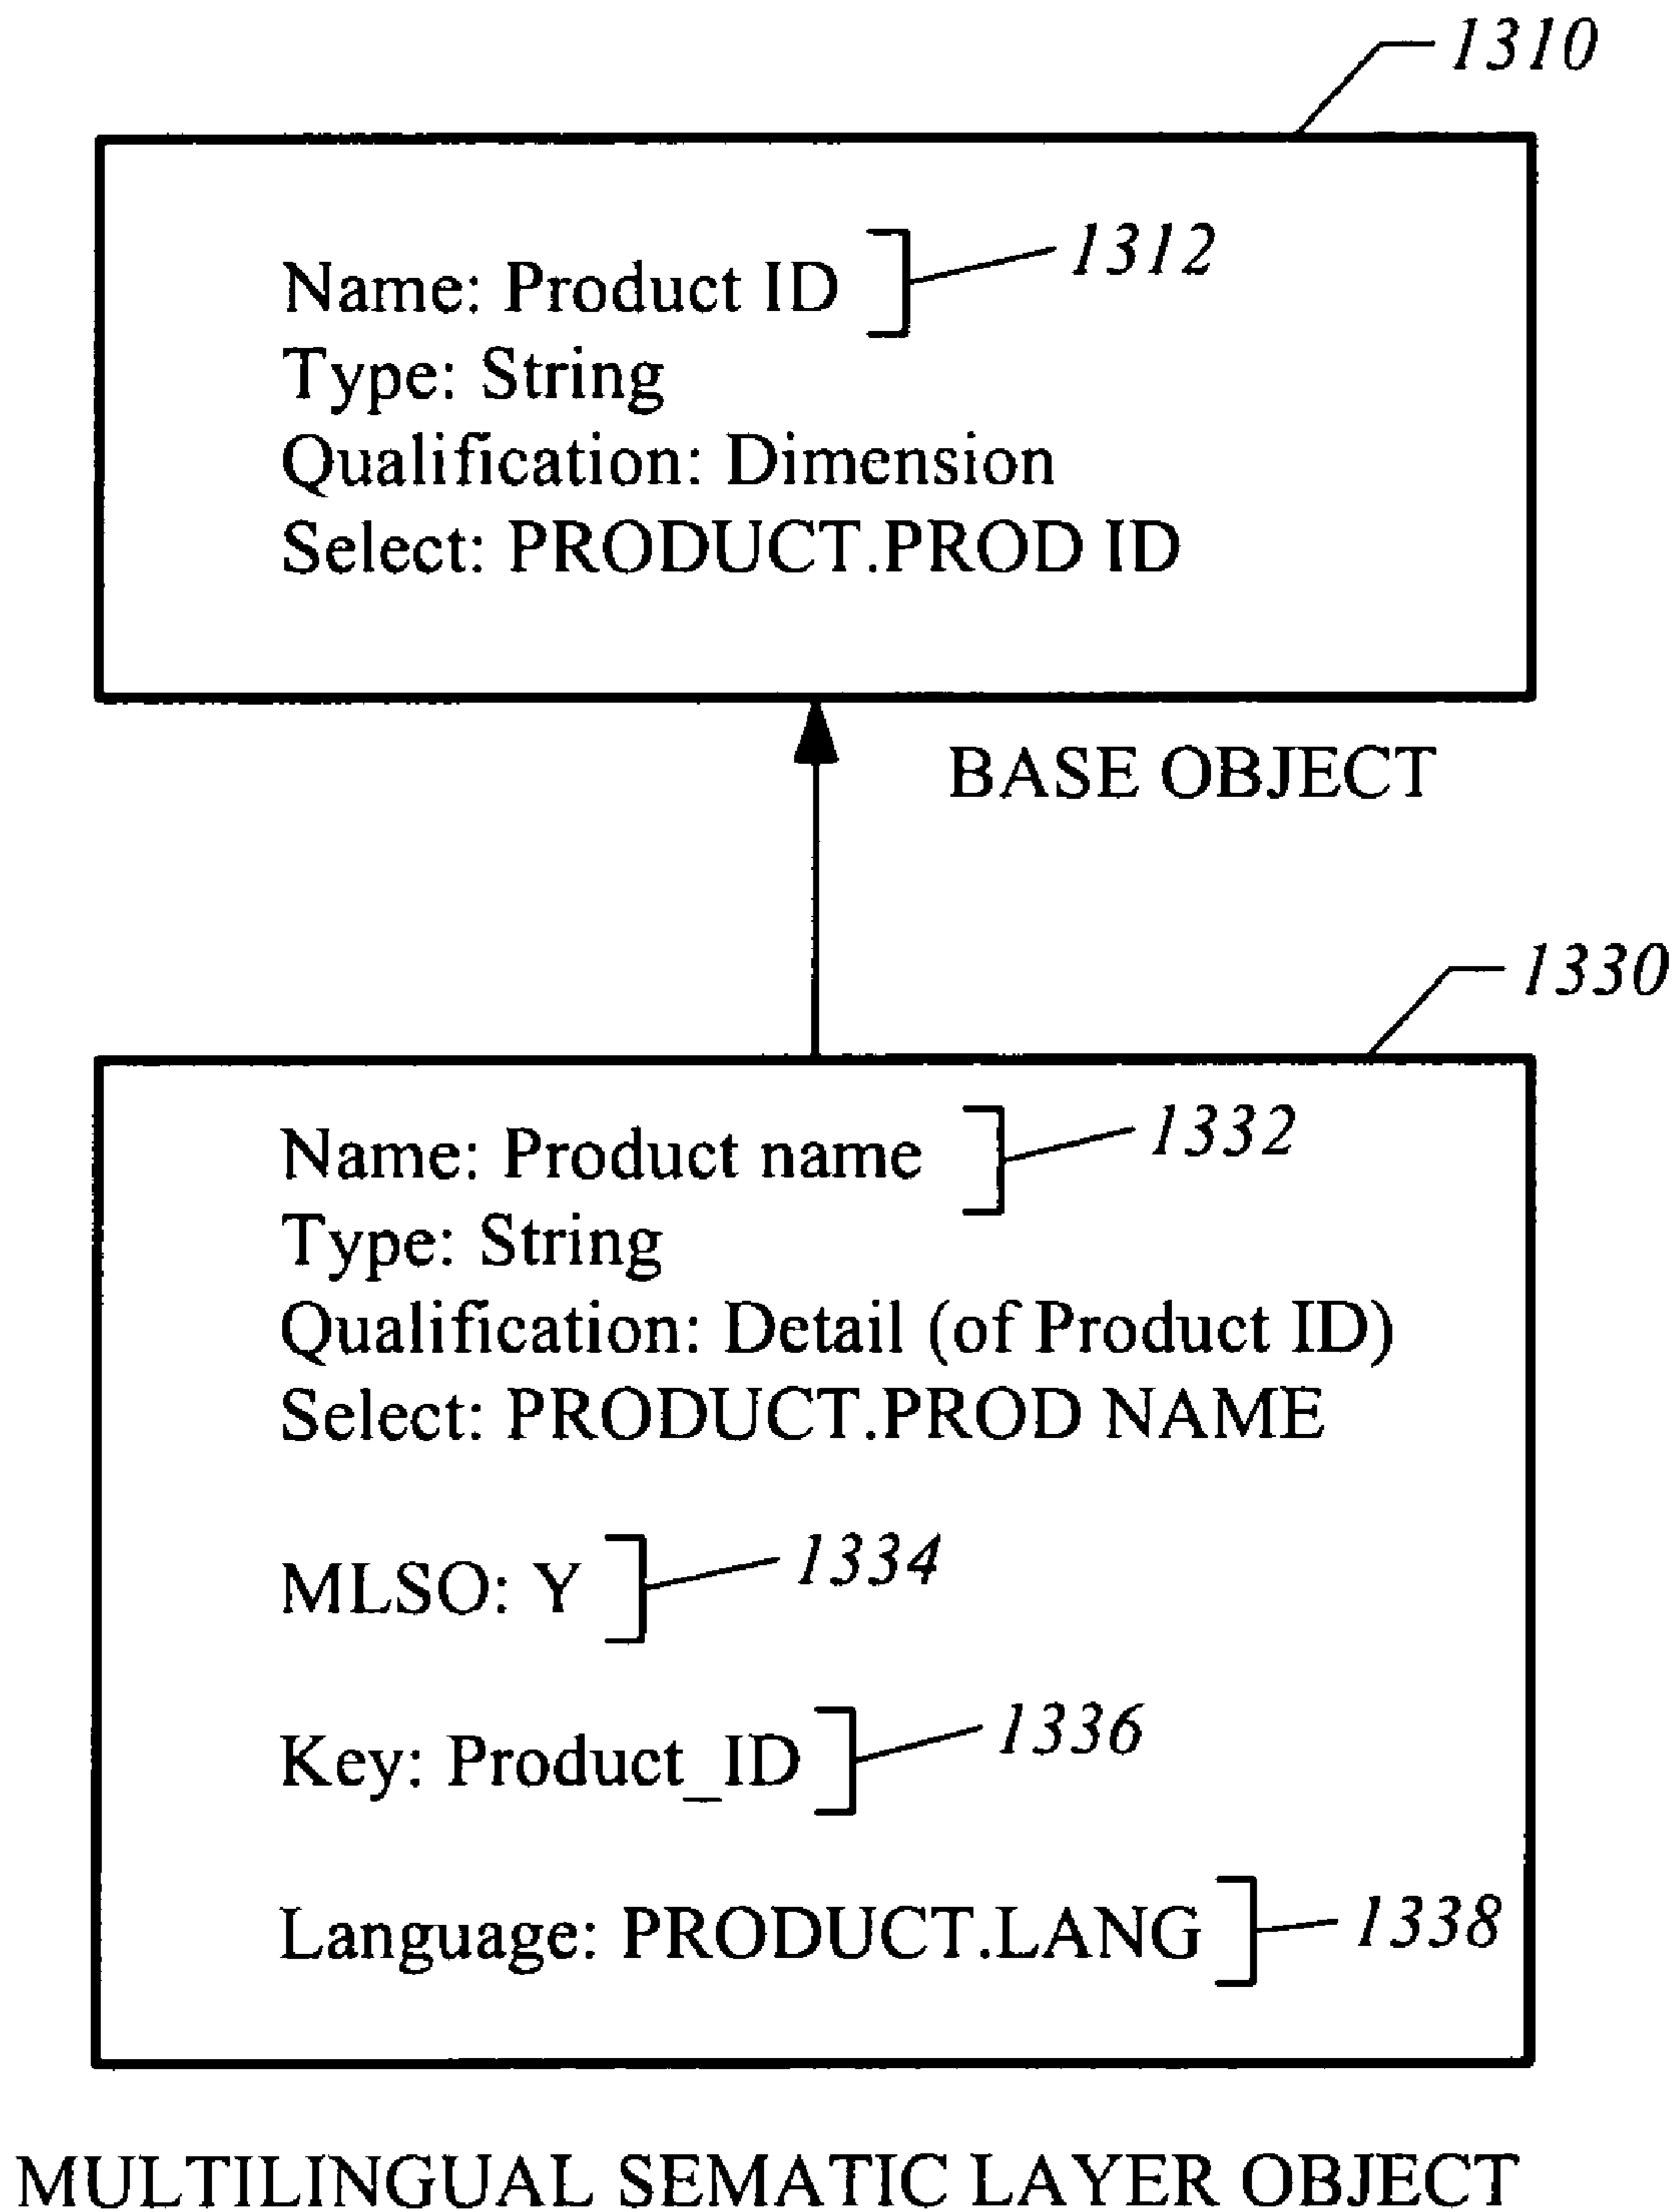 1310
Name: Product ID 1312
Type: String
Qualification: Dimension
Select: PRODUCT.PROD ID
BASE OBJECT
1330
Name: Product name 1332
Type: String
Qualification: Detail (of Product ID)
Select: PRODUCT.PROD NAME
MLSO: Y 1334
Key: Product_ID 1336
Language: PRODUCT.LANG 1338
MULTILINGUAL SEMATIC LAYER OBJECT